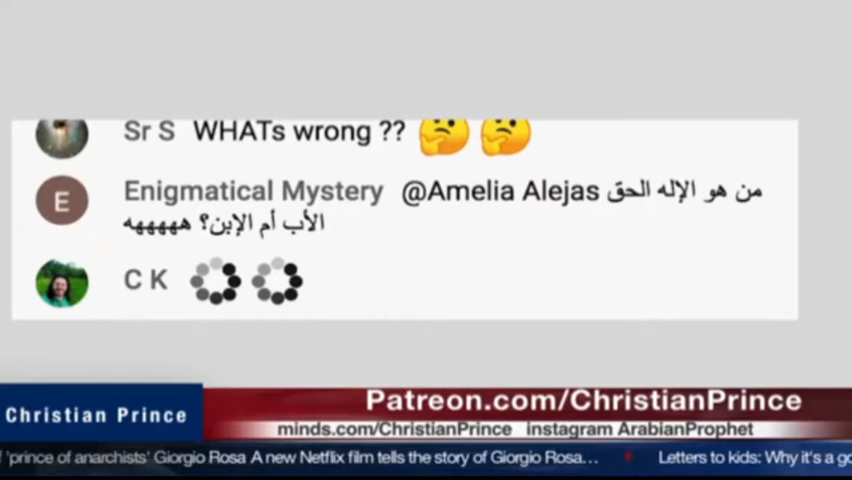 Sr S WHATs wrong ??
Enigmatical Mystery @Amelia Alejas من هو الإله الحق
الأب أم الإبن؟ هههههه
C K
Patreon.com/ChristianPrince
Christian Prince
minds.com/ChristianPrince instagram ArabianProphet
'prince of anarchists' Giorgio Rosa A new Netflix film tells the story of Giorgio Rosa... Letters to kids: Why it's a